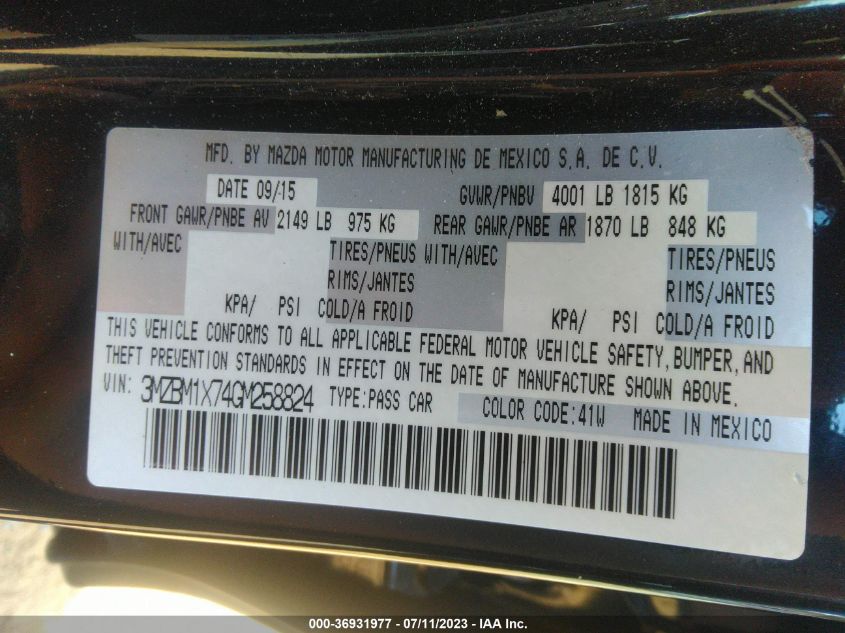 MFD. BY MAZDA MOTOR MANUFACTURING DE MEXICO S.A. DE C.V.
DATE 09/15 GVWR/PNBV 4001 LB 1815 KG
FRONT GAWR/PNBE AV 2149 LB 975 KG REAR GAWR/PNBE AR 1870 LB 848 KG
WITH/AVEC TIRES/PNEUS WITH/AVEC TIRES/PNEUS
RIMS/JANTES RIMS/JANTES
KPA/ PSI COLD/A FROID KPA/ PSI COLD/A FROID
THIS VEHICLE CONFORMS TO ALL APPLICABLE FEDERAL MOTOR VEHICLE SAFETY, BUMPER, AND
THEFT PREVENTION STANDARDS IN EFFECT ON THE DATE OF MANUFACTURE SHOWN ABOVE.
VIN: 3MZBM1X74GM258824 TYPE:PASS CAR COLOR CODE:41W MADE IN MEXICO
000-36931977 - 07/11/2023 - IAA Inc.